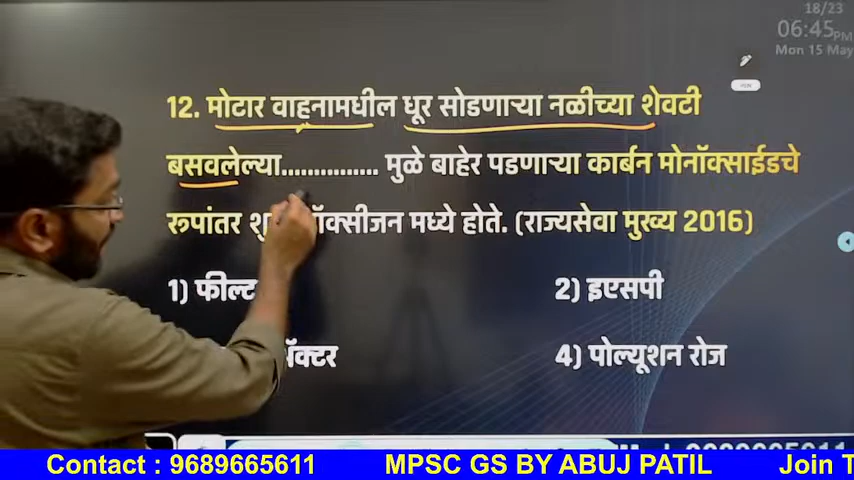 18/23
06:45 PM
Mon 15 May
12. मोटार वाहनामधील धूर सोडणाऱ्या नळीच्या शेवटी
बसवलेल्या............... मुळे बाहेर पडणाऱ्या कार्बन मोनॉक्साईडचे
रूपांतर ऑक्सीजन मध्ये होते. (राज्यसेवा मुख्य 2016)
1)
2) इएसपी
4) पोल्यूशन रोज
Contact : 9689665611 MPSC GS BY ABUJ PATIL Join